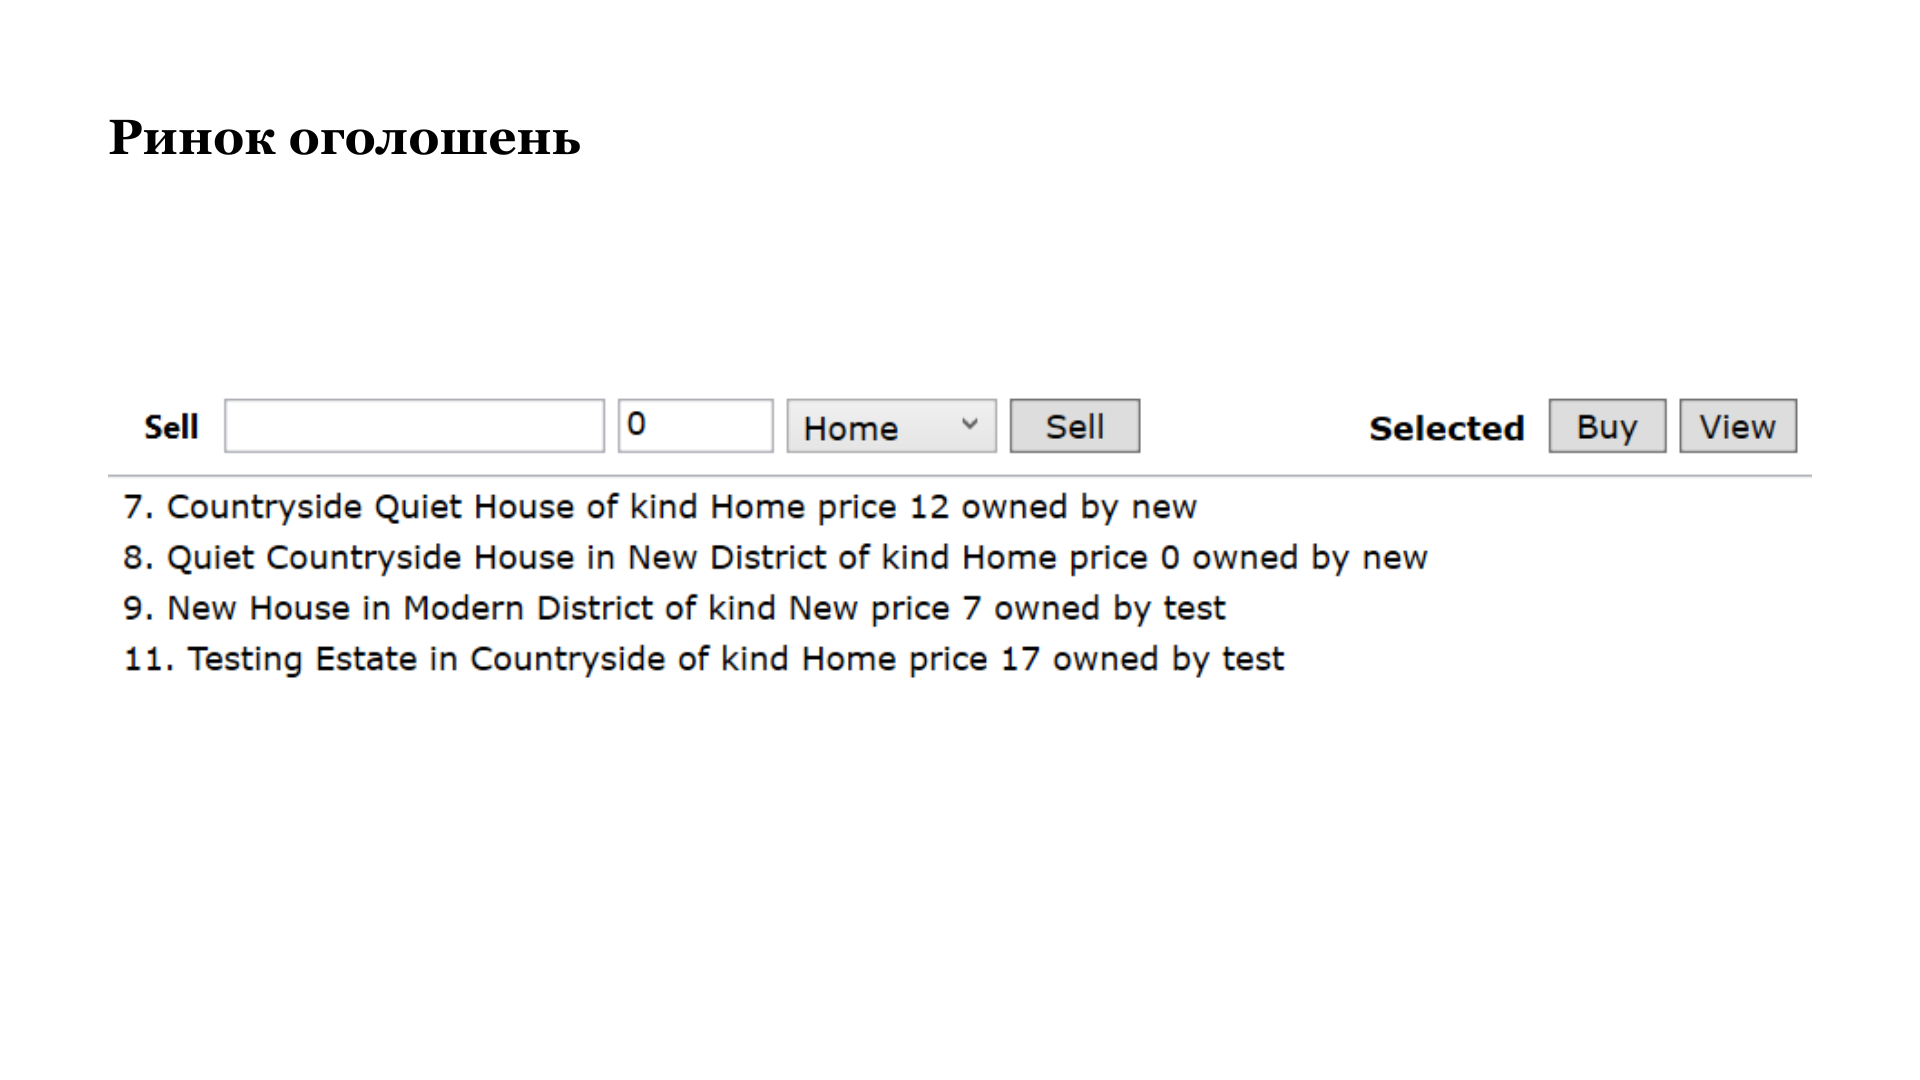 Ринок оголошень
Sell 0 Home Sell Selected Buy View
7. Countryside Quiet House of kind Home price 12 owned by new
8. Quiet Countryside House in New District of kind Home price 0 owned by new
9. New House in Modern District of kind New price 7 owned by test
11. Testing Estate in Countryside of kind Home price 17 owned by test